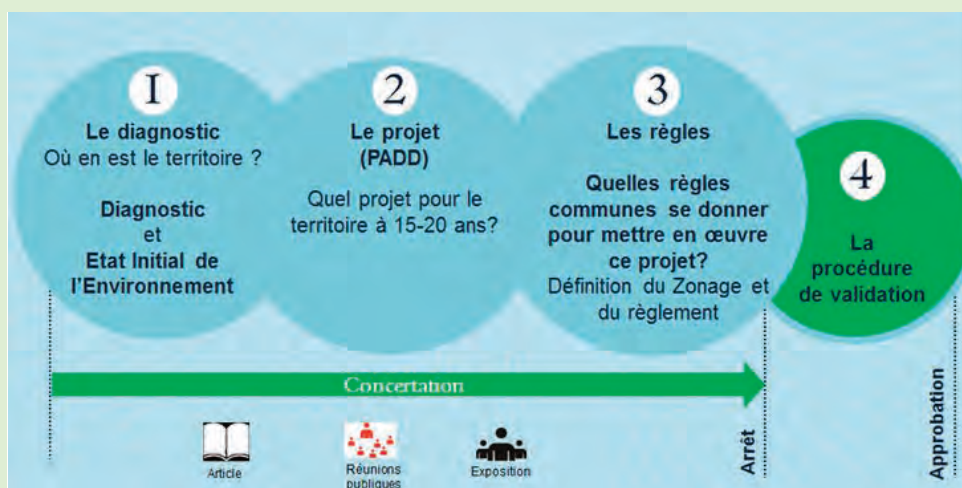 1
Le diagnostic
Où en est le territoire ?
Diagnostic
et
Etat Initial de
l'Environnement
2
Le projet
(PADD)
Quel projet pour le
territoire à 15-20 ans?
3
Les règles
Quelles règles
communes se donner
pour mettre en œuvre
ce projet?
Définition du Zonage et
du règlement
4
La
procédure
de validation
Concertation
Article
Réunions
publiques
Exposition
Arrêt
Approbation